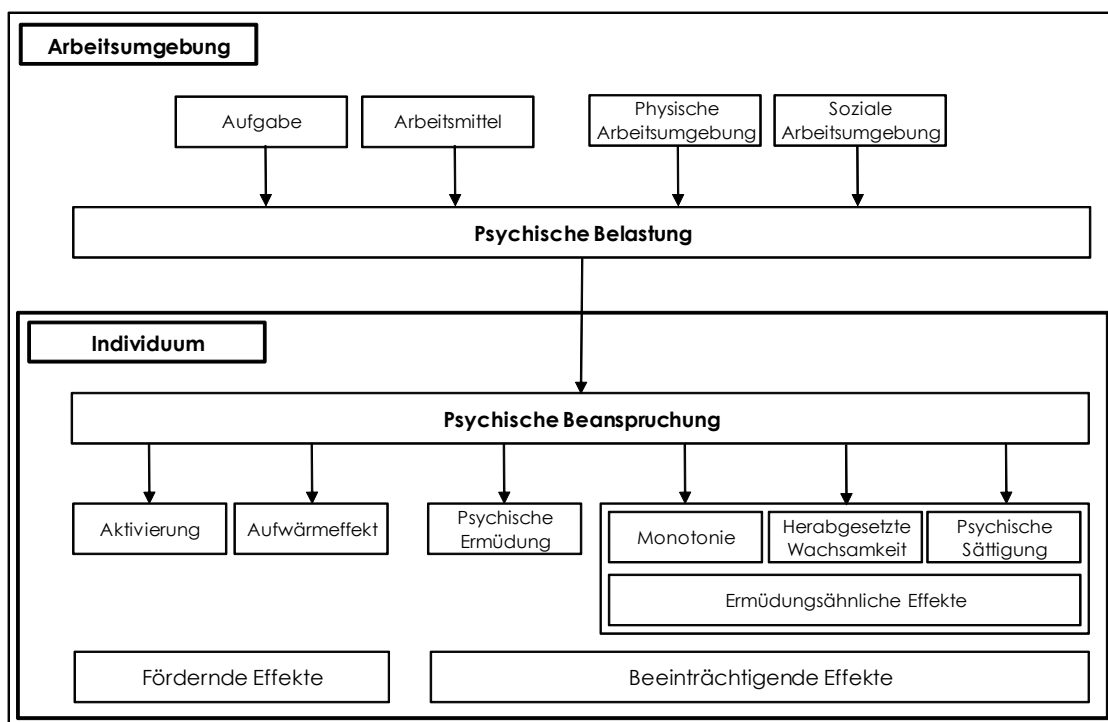 Arbeitsumgebung
Aufgabe
Arbeitsmittel
Physische
Arbeitsumgebung
Soziale
Arbeitsumgebung
Psychische Belastung
Individuum
Psychische Beanspruchung
Aktivierung
Aufwärmeffekt
Psychische
Ermüdung
Monotonie
Herabgesetzte
Wachsamkeit
Psychische
Sättigung
Ermüdungsähnliche Effekte
Fördernde Effekte
Beeinträchtigende Effekte